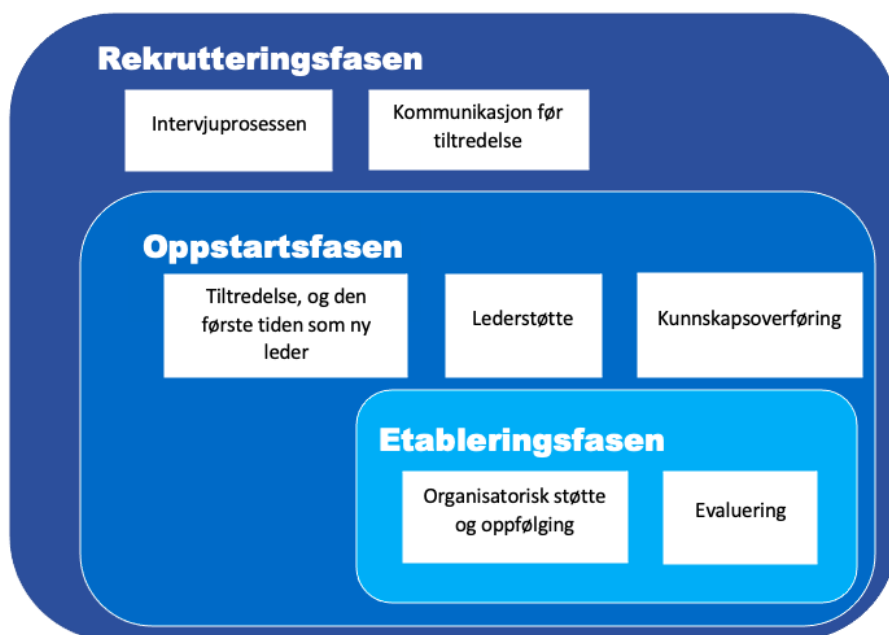 Rekrutteringsfasen
Intervjuprosessen
Kommunikasjon før
tiltredelse
Oppstartsfasen
Tiltredelse, og den
første tiden som ny
leder
Lederstøtte
Kunnskapsoverføring
Etableringsfasen
Organisatorisk støtte
og oppfølging
Evaluering